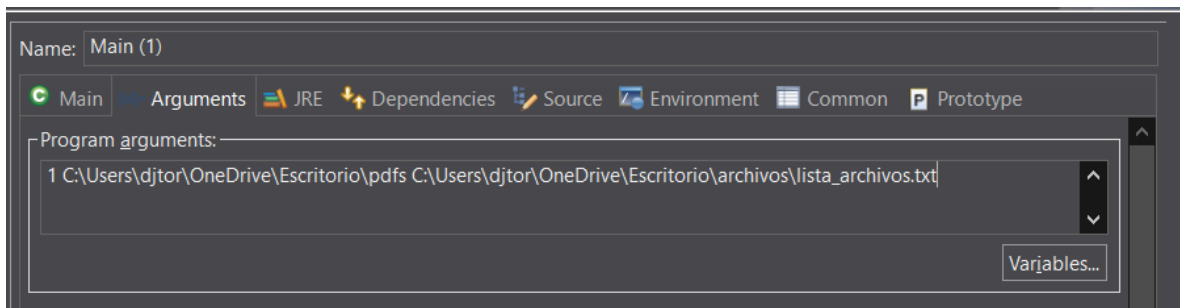 Name: Main (1)
Main Arguments JRE Dependencies Source Environment Common Prototype
Program arguments:
1 C:\Users\djtor\OneDrive\Escritorio\pdfs C:\Users\djtor\OneDrive\Escritorio\archivos\lista_archivos.txt
Variables...